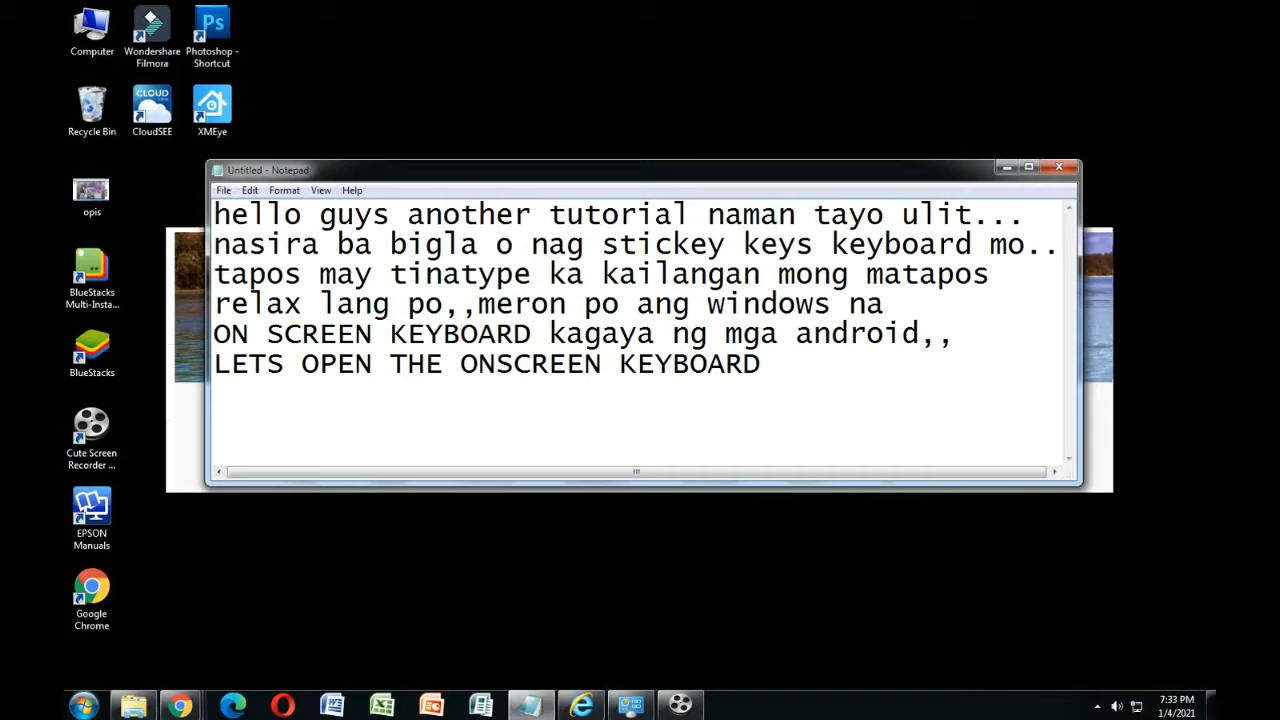 Computer
Wondershare
Filmora
Photoshop -
Shortcut
Ps
Recycle Bin
CLOUD
CloudSEE
XMEye
opis
BlueStacks
Multi-Insta...
BlueStacks
Cute Screen
Recorder ...
EPSON
Manuals
Google
Chrome
Untitled - Notepad
File Edit Format View Help
hello guys another tutorial naman tayo ulit...
nasira ba bigla o nag stickey keys keyboard mo..
tapos may tinatype ka kailangan mong matapos
relax lang po,,meron po ang windows na
ON SCREEN KEYBOARD kagaya ng mga android,,
LETS OPEN THE ONSCREEN KEYBOARD
7:33 PM
1/4/2021